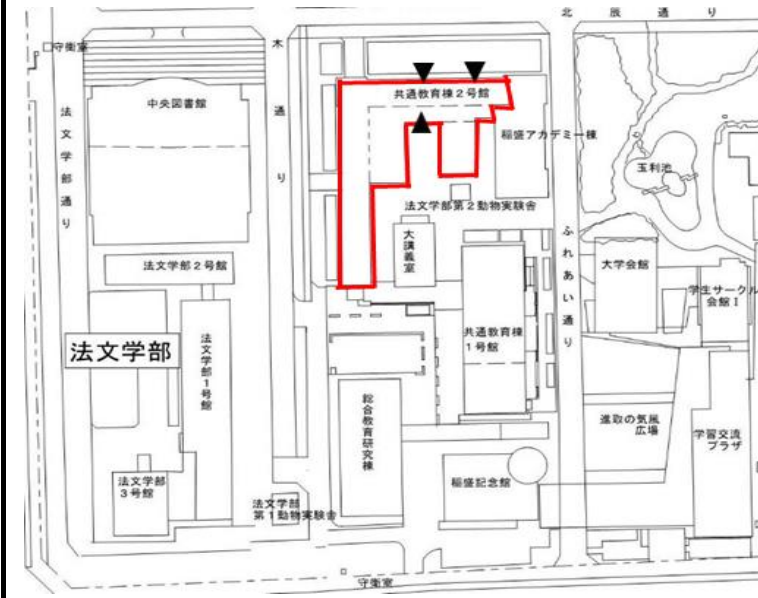 北辰通り
守衛室
木通り
共通教育棟２号館
中央図書館
法文学部通り
稲盛アカデミー棟
玉利池
法文学部第２動物実験舎
ふれあい通り
大講義室
法文学部２号館
大学会館
学生サークル
会館Ⅰ
共通教育棟
１号館
法文学部
法文学部１号館
総合教育研究棟
進取の気風
広場
学習交流
プラザ
法文学部
３号館
稲盛記念館
法文学部
第１動物実験舎
守衛室